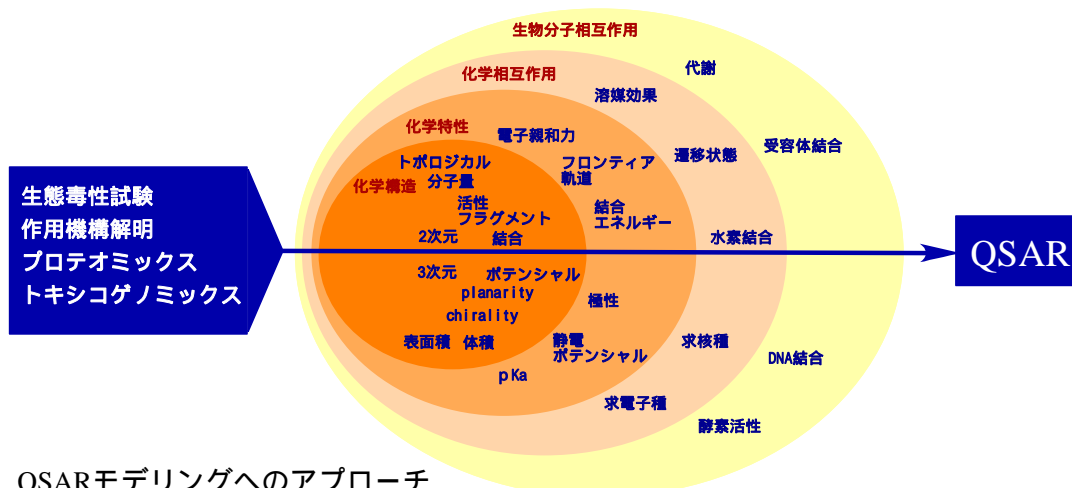 生物分子相互作用
代謝
化学相互作用
溶媒効果
化学特性
電子親和力
受容体結合
遷移状態
トポロジカル
フロンティア
軌道
化学構造
分子量
活性
フラグメント
結合
エネルギー
2次元
結合
水素結合
生態毒性試験
作用機構解明
プロテオミックス
トキシコゲノミックス
QSAR
3次元
ポテンシャル
planarity
chirality
極性
表面積
体積
静電
ポテンシャル
求核種
DNA結合
pKa
求電子種
酵素活性
QSARモデリングへのアプローチ